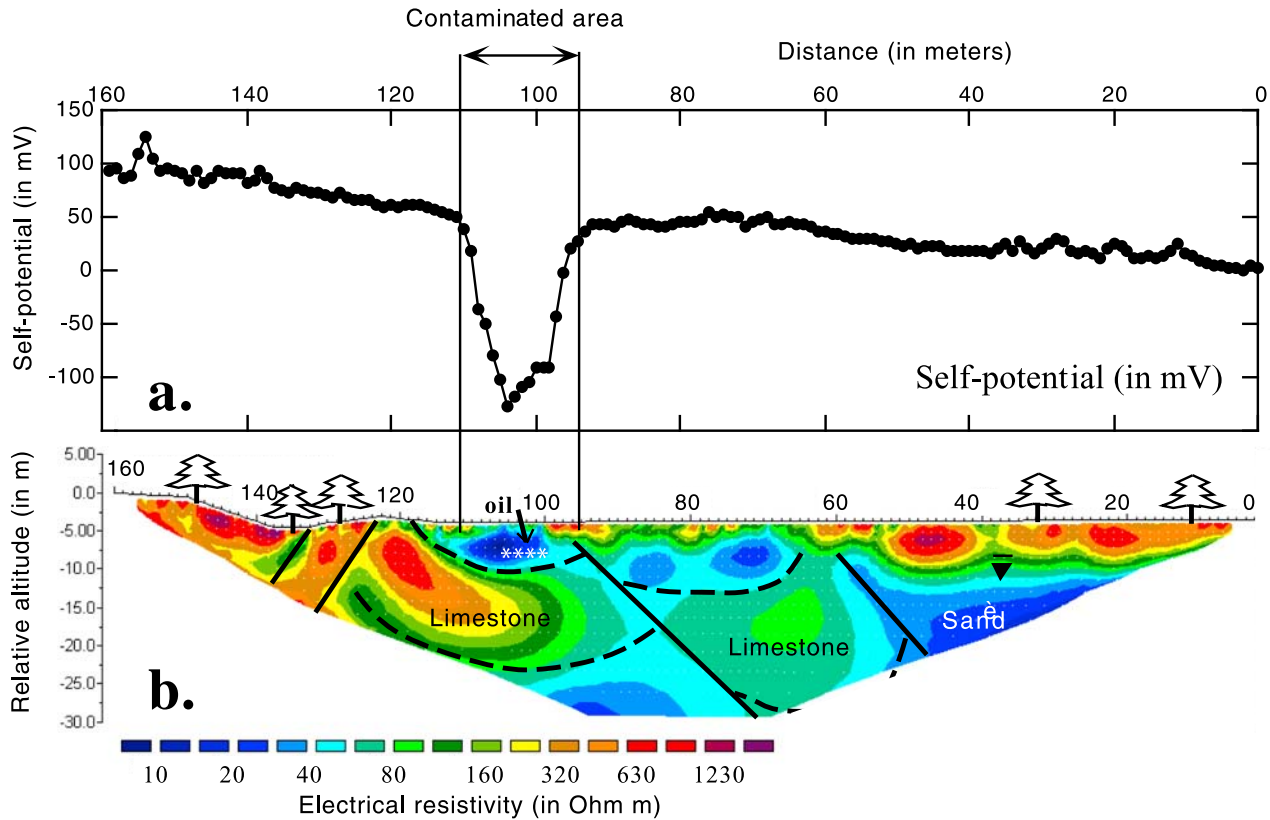 Contaminated area
Distance (in meters)
160 140 120 100 80 60 40 20 0
150
100
50
0
-50
-100
Self-potential (in mV)
a.
Self-potential (in mV)
5.00
0.0
-5.00
-10.0
-15.0
-20.0
-25.0
-30.0
Relative altitude (in m)
160 140 120 100 80 60 40 20 0
oil
****
Limestone
Limestone
Sand
è
b.
10 20 40 80 160 320 630 1230
Electrical resistivity (in Ohm m)